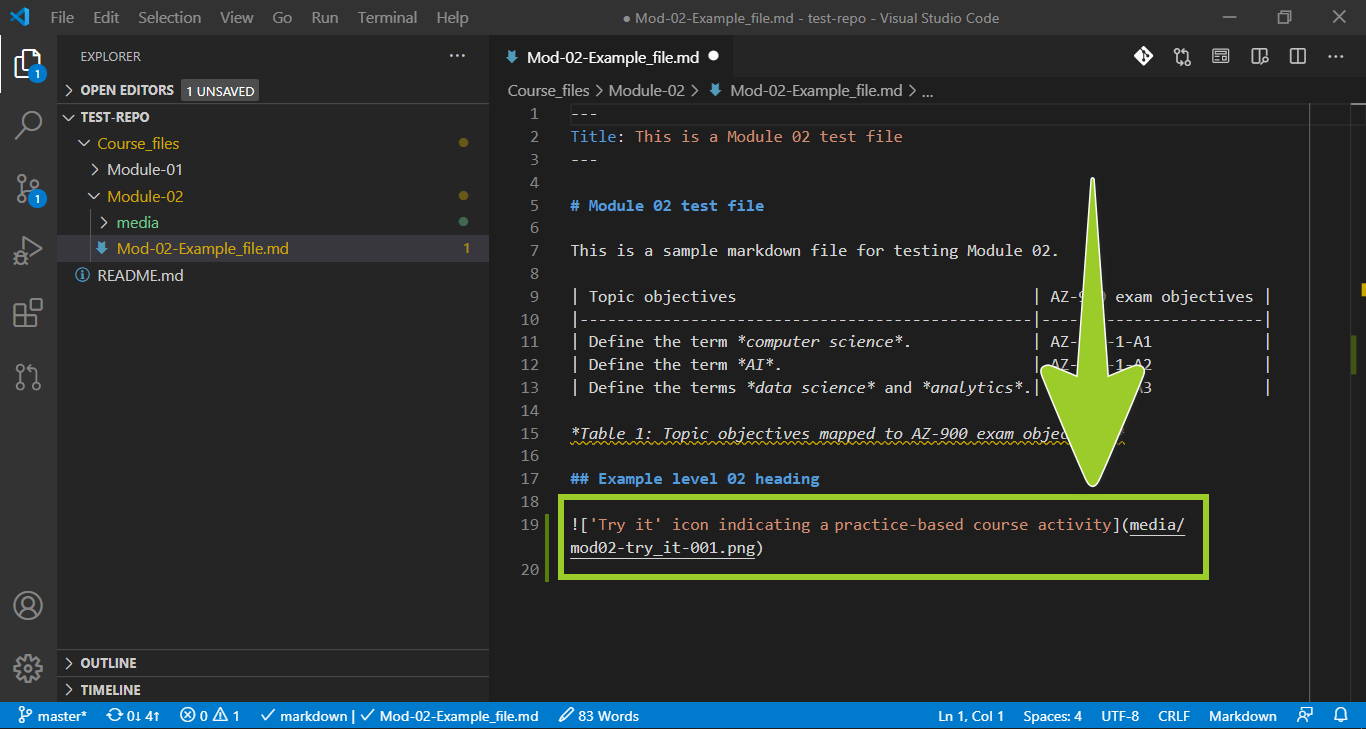 File Edit Selection View Go Run Terminal Help
● Mod-02-Example_file.md - test-repo - Visual Studio Code
1
1
EXPLORER
OPEN EDITORS 1 UNSAVED
TEST-REPO
Course_files
Module-01
Module-02
media
Mod-02-Example_file.md 1
README.md
OUTLINE
TIMELINE
Mod-02-Example_file.md
Course_files > Module-02 > Mod-02-Example_file.md > ...
1 ---
2 Title: This is a Module 02 test file
3 ---
4
5 # Module 02 test file
6
7 This is a sample markdown file for testing Module 02.
8
9 | Topic objectives | AZ-9 0 exam objectives |
10 |-------------------------------------------------|------------------------|
11 | Define the term *computer science*. | AZ- -1-A1 |
12 | Define the term *AI*. | AZ- -1-A2 |
13 | Define the terms *data science* and *analytics*.| 3 |
14
15 *Table 1: Topic objectives mapped to AZ-900 exam objec
16
17 ## Example level 02 heading
18
19 !['Try it' icon indicating a practice-based course activity](media/
mod02-try_it-001.png)
20
master* 0↓ 4↑ 0 1 markdown | Mod-02-Example_file.md 83 Words Ln 1, Col 1 Spaces: 4 UTF-8 CRLF Markdown